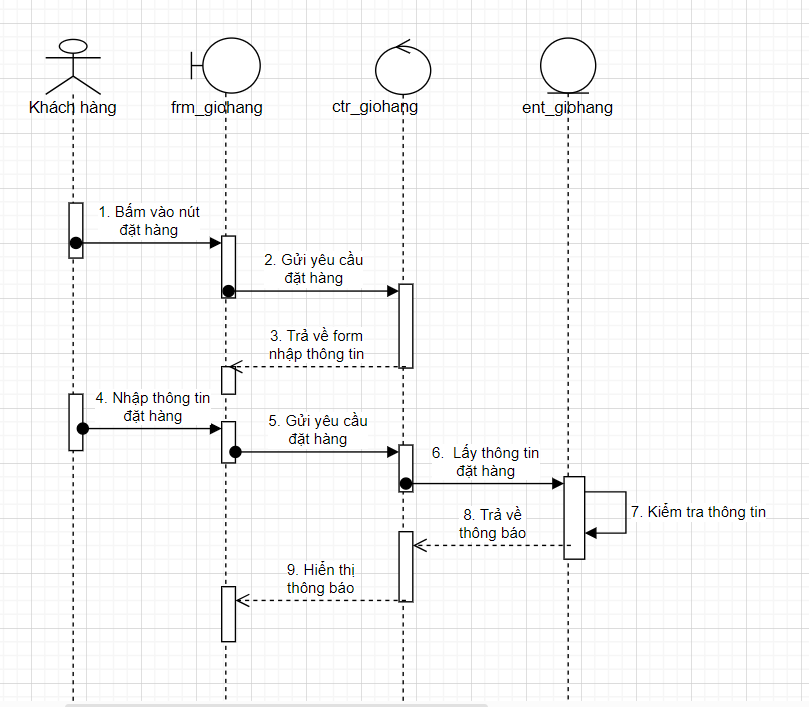 Khách hàng
frm_giohang
ctr_giohang
ent_giohang
1. Bấm vào nút
đặt hàng
2. Gửi yêu cầu
đặt hàng
3. Trả về form
nhập thông tin
4. Nhập thông tin
đặt hàng
5. Gửi yêu cầu
đặt hàng
6. Lấy thông tin
đặt hàng
7. Kiểm tra thông tin
8. Trả về
thông báo
9. Hiển thị
thông báo